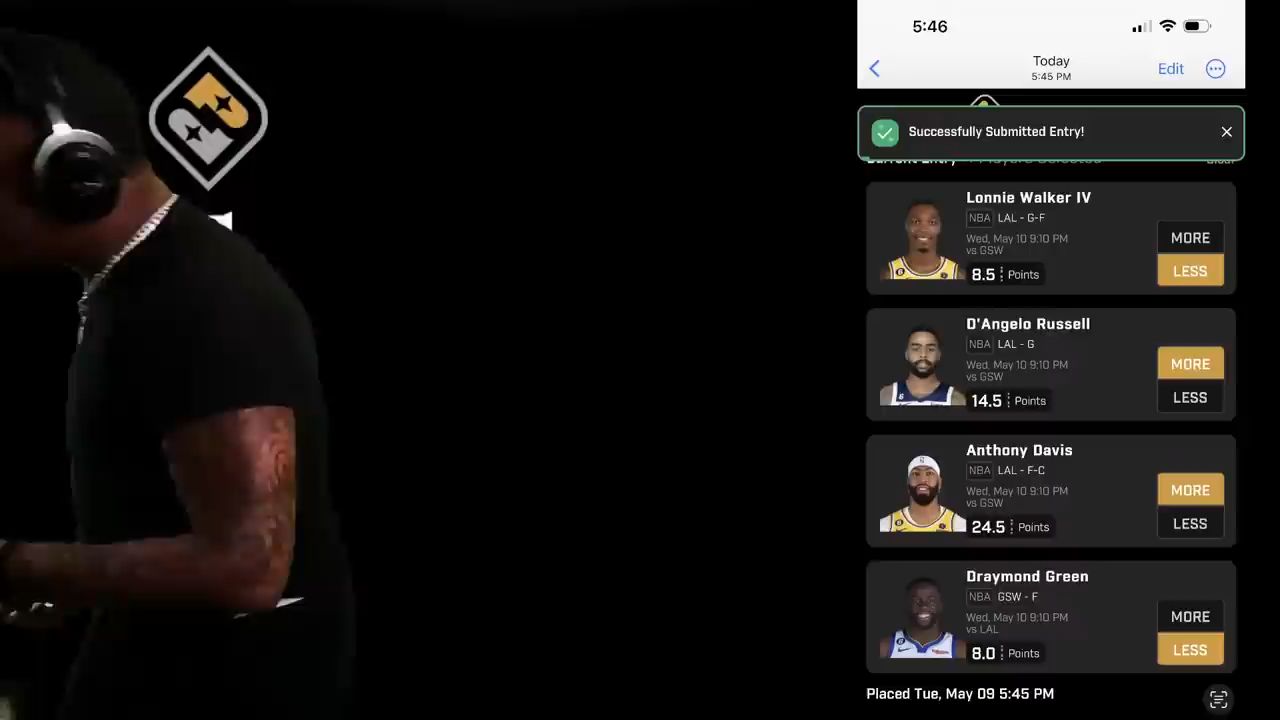 5:46
Today
5:45 PM
Edit
Successfully Submitted Entry!
Lonnie Walker IV
NBA LAL - G-F
Wed, May 10 9:10 PM
vs GSW
8.5 Points
MORE
LESS
D'Angelo Russell
NBA LAL - G
Wed, May 10 9:10 PM
vs GSW
14.5 Points
MORE
LESS
Anthony Davis
NBA LAL - F-C
Wed, May 10 9:10 PM
vs GSW
24.5 Points
MORE
LESS
Draymond Green
NBA GSW - F
Wed, May 10 9:10 PM
vs LAL
8.0 Points
MORE
LESS
Placed Tue, May 09 5:45 PM